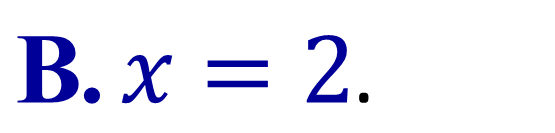 B. x = 2.